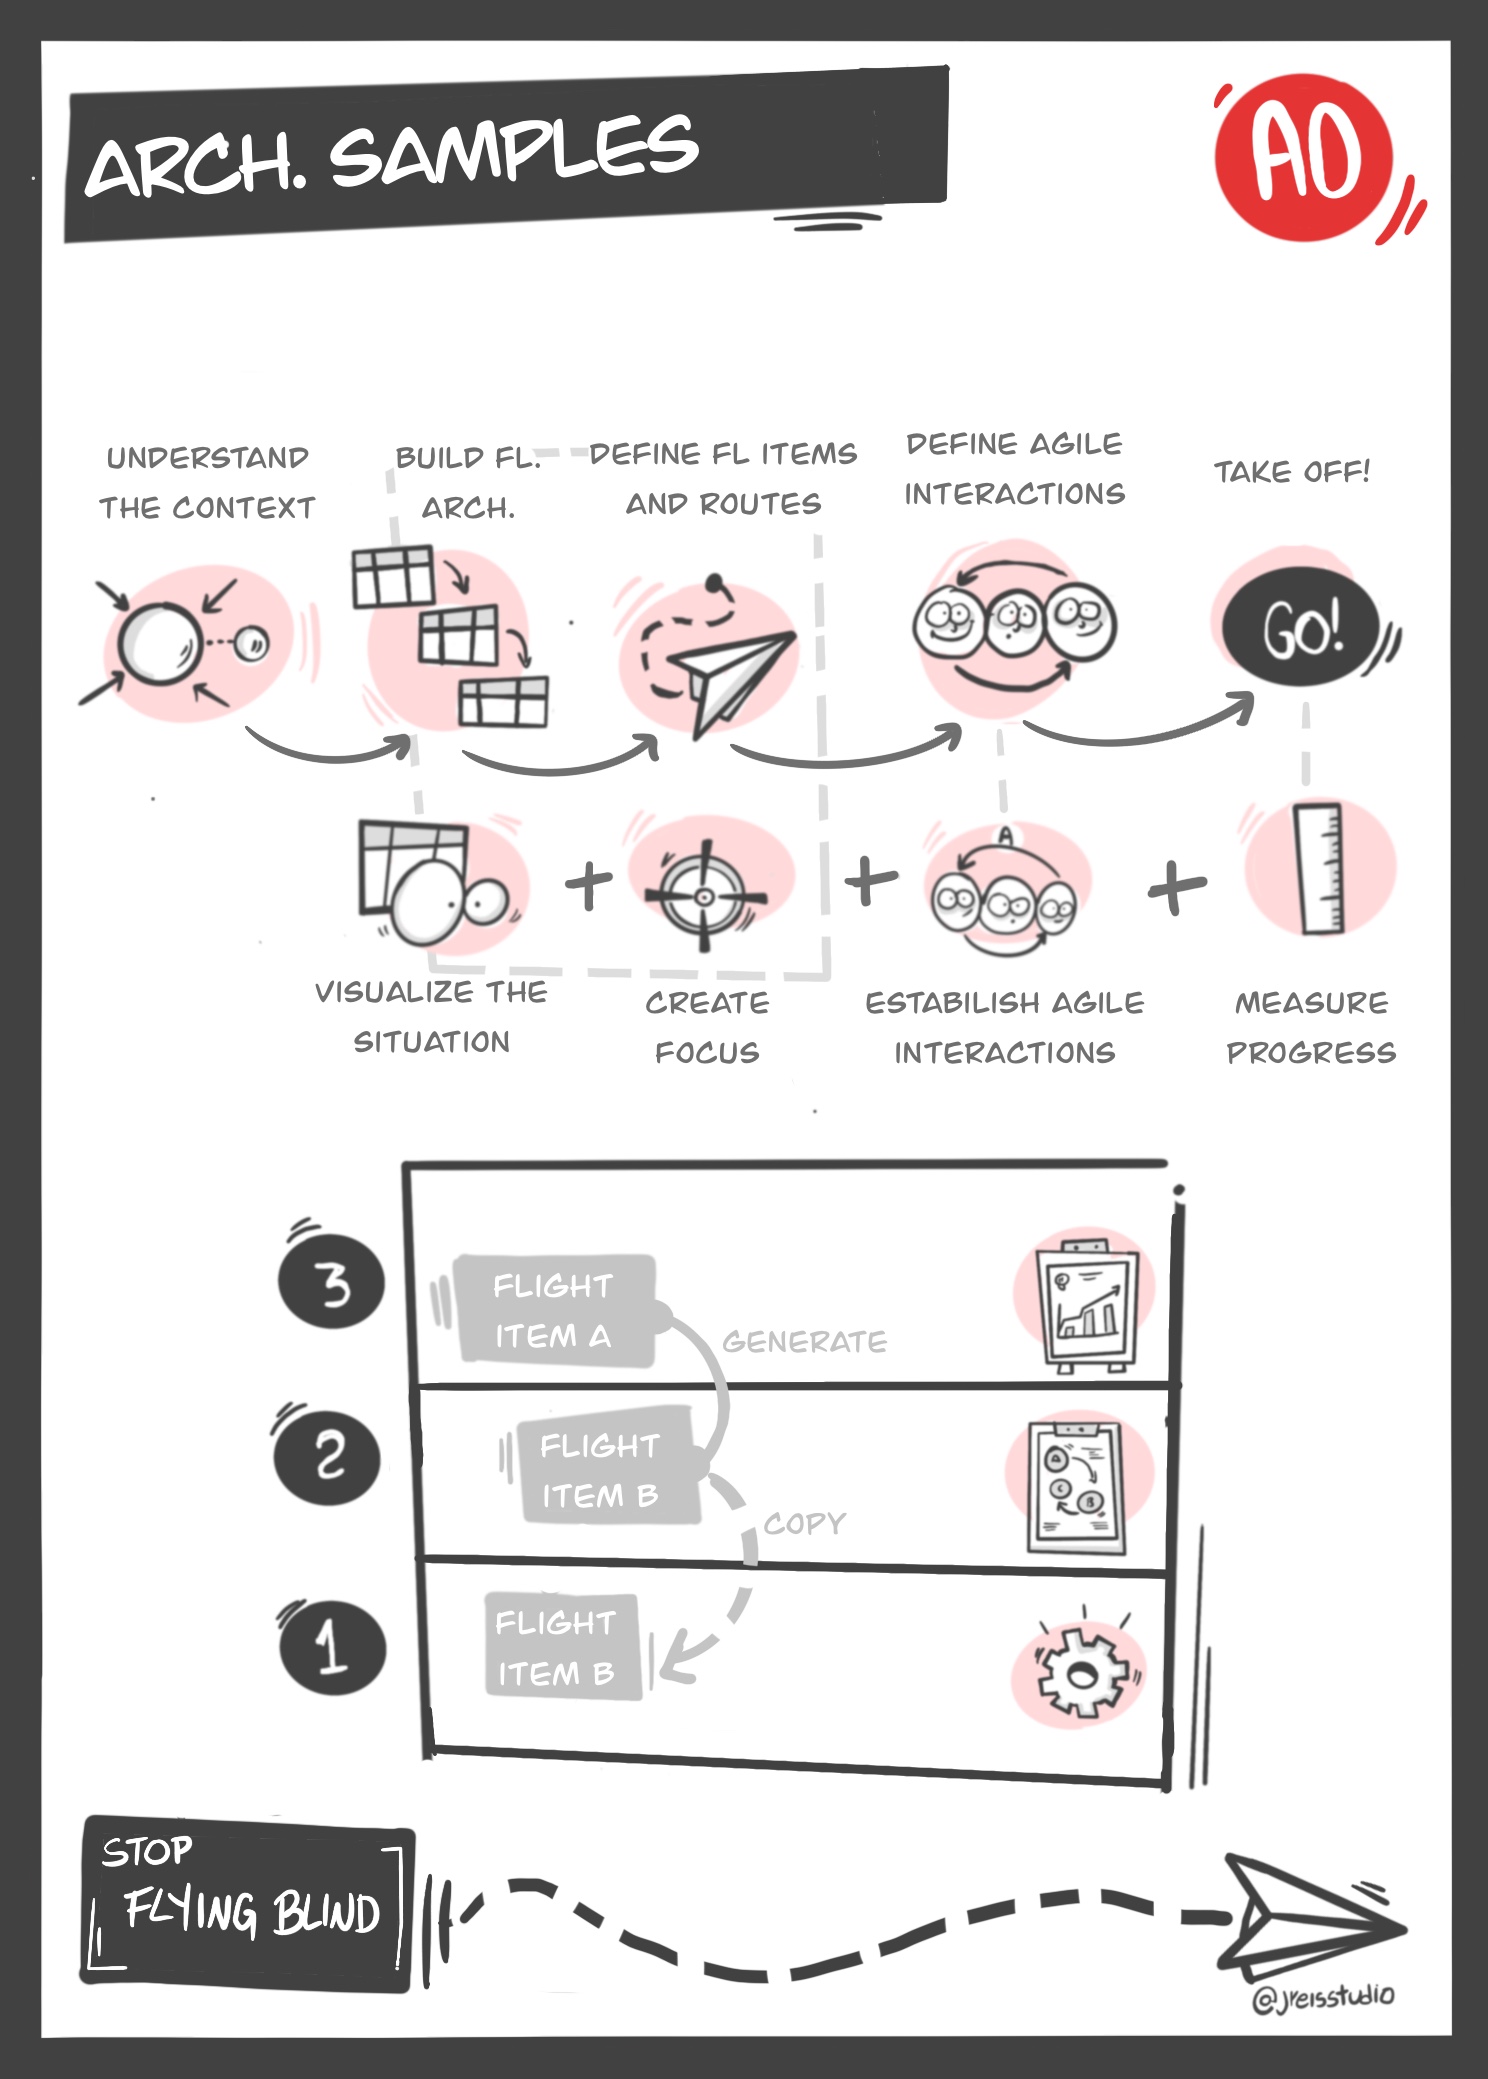 ARCH. SAMPLES
AO
UNDERSTAND
THE CONTEXT
BUILD FL.
ARCH.
DEFINE FL ITEMS
AND ROUTES
DEFINE AGILE
INTERACTIONS
TAKE OFF!
GO!
A
VISUALIZE THE
SITUATION
CREATE
FOCUS
ESTABILISH AGILE
INTERACTIONS
MEASURE
PROGRESS
3
FLIGHT
ITEM A
GENERATE
2
FLIGHT
ITEM B
A
C
B
COPY
1
FLIGHT
ITEM B
STOP
FLYING BLIND
@jreisstudio